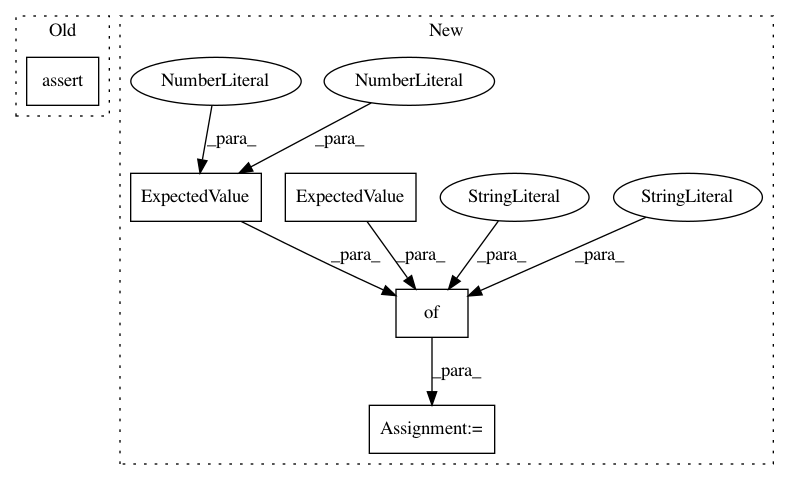 Old
New
assert
NumberLiteral
NumberLiteral
_para_
_para_
ExpectedValue
ExpectedValue
StringLiteral
StringLiteral
_para_
_para_
_para_
_para_
of
_para_
Assignment:=